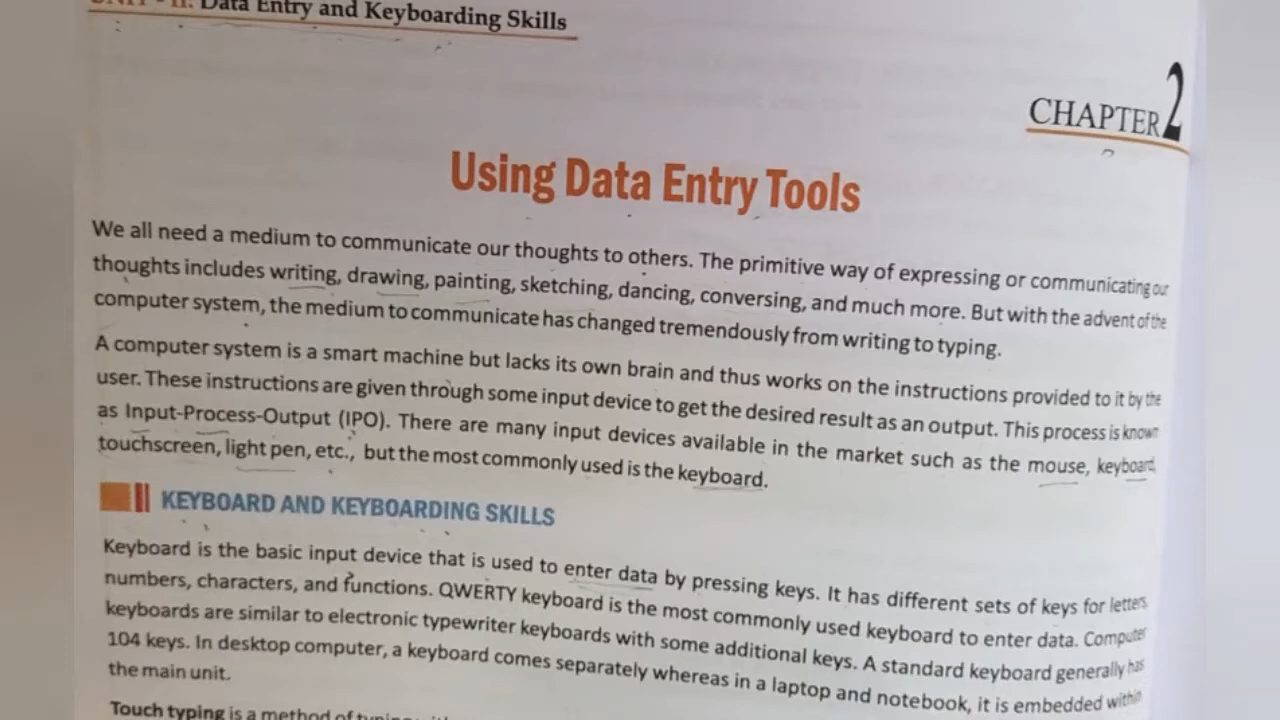 UNIT - II: Data Entry and Keyboarding Skills
CHAPTER 2
Using Data Entry Tools
We all need a medium to communicate our thoughts to others. The primitive way of expressing or communicating our
thoughts includes writing, drawing, painting, sketching, dancing, conversing, and much more. But with the advent of the
computer system, the medium to communicate has changed tremendously from writing to typing.
A computer system is a smart machine but lacks its own brain and thus works on the instructions provided to it by the
user. These instructions are given through some input device to get the desired result as an output. This process is known
as Input-Process-Output (IPO). There are many input devices available in the market such as the mouse, keyboard,
touchscreen, light pen, etc., but the most commonly used is the keyboard.
KEYBOARD AND KEYBOARDING SKILLS
Keyboard is the basic input device that is used to enter data by pressing keys. It has different sets of keys for letters,
numbers, characters, and functions. QWERTY keyboard is the most commonly used keyboard to enter data. Computer
keyboards are similar to electronic typewriter keyboards with some additional keys. A standard keyboard generally has
104 keys. In desktop computer, a keyboard comes separately whereas in a laptop and notebook, it is embedded within
the main unit.
Touch typing is a method of typing